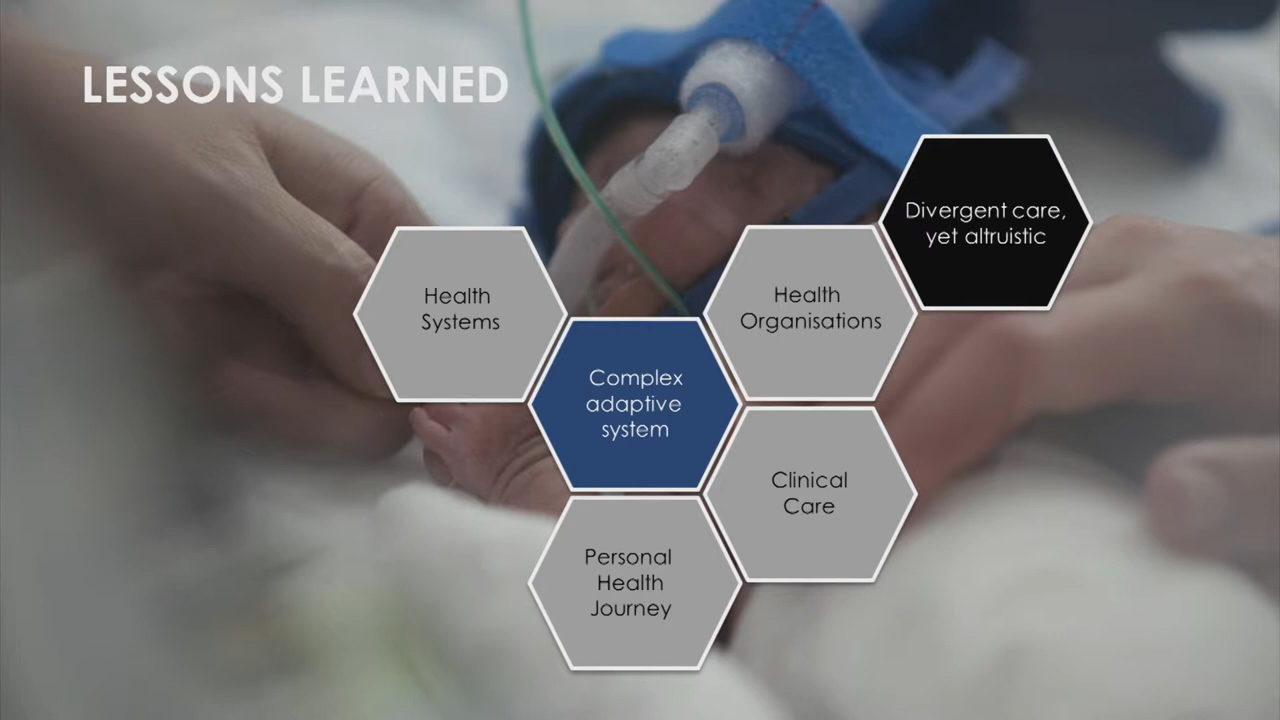 LESSONS LEARNED
Divergent care,
yet altruistic
Health
Systems
Health
Organisations
Complex
adaptive
system
Clinical
Care
Personal
Health
Journey